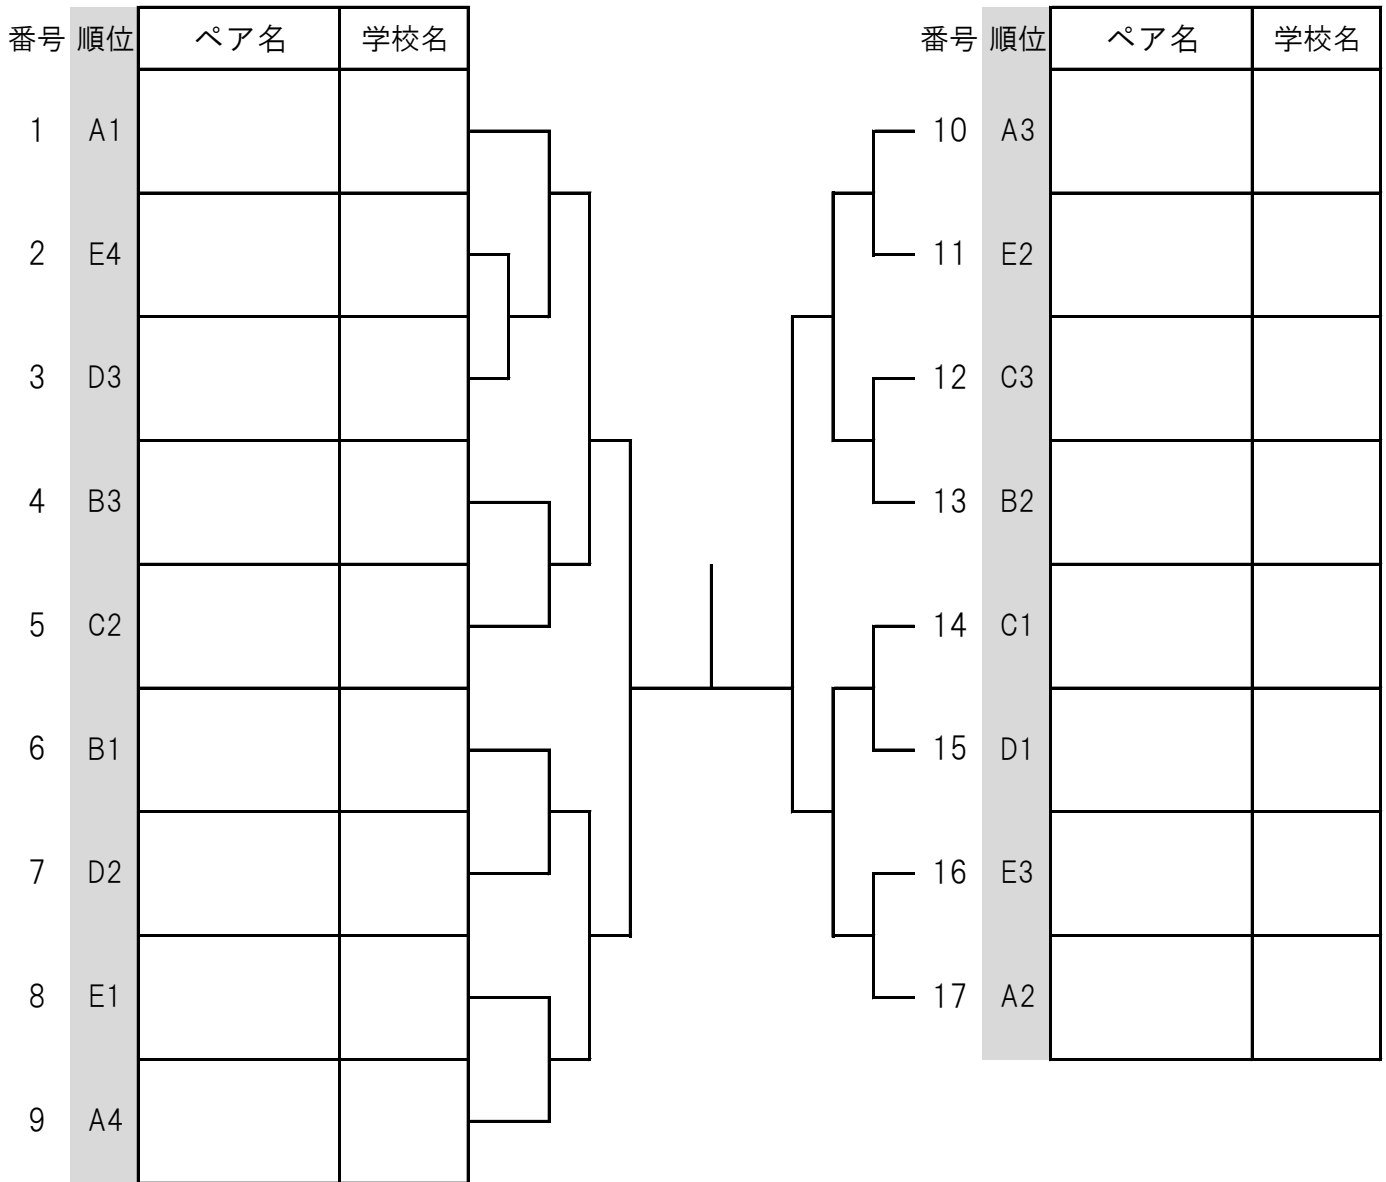 番号 順位 ペア名 学校名 番号 順位 ペア名 学校名
1 A1 10 A3
2 E4 11 E2
3 D3 12 C3
4 B3 13 B2
5 C2 14 C1
6 B1 15 D1
7 D2 16 E3
8 E1 17 A2
9 A4